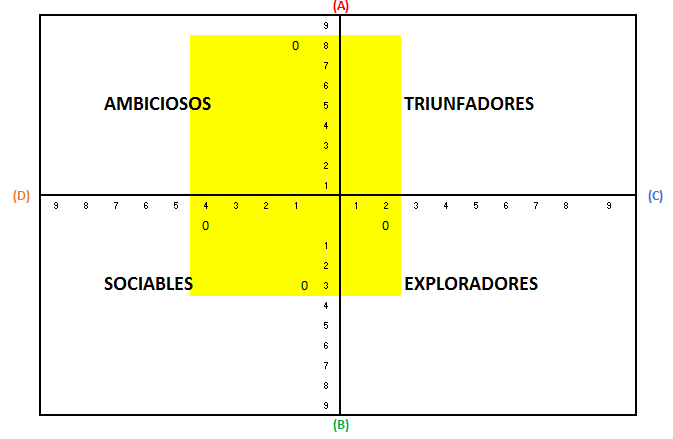 (A)
9
0 8
7
6
AMBICIOSOS 5 TRIUNFADORES
4
3
2
1
(D) (C)
9 8 7 6 5 4 3 2 1 1 2 3 4 5 6 7 8 9
0 0
1
2
SOCIABLES 0 3 EXPLORADORES
4
5
6
7
8
9
(B)